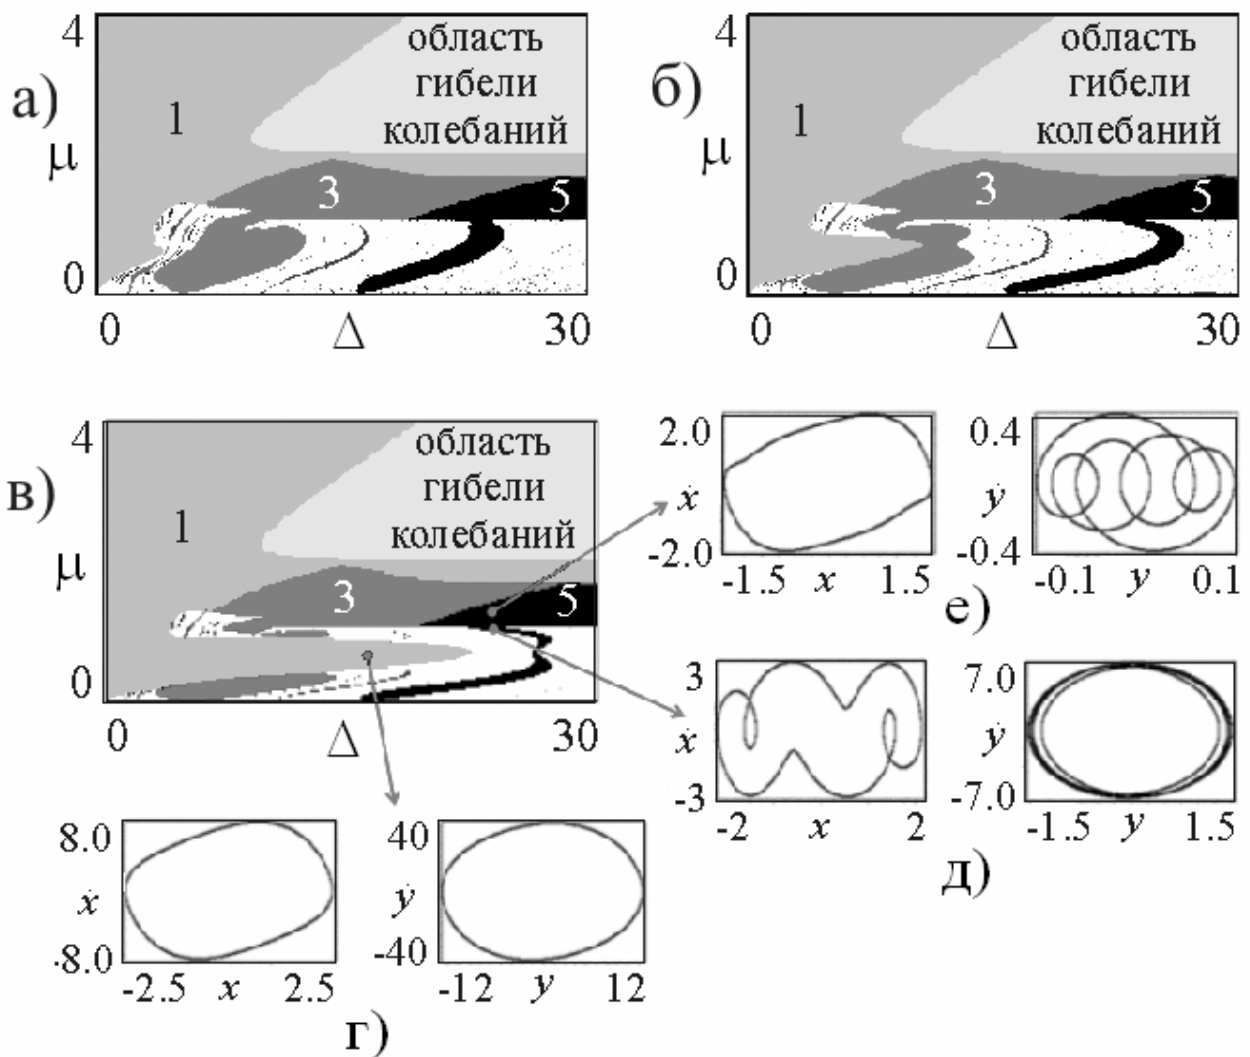 а)
4
μ
0
1
3
5
область
гибели
колебаний
0
Δ
30
б)
4
μ
0
1
3
5
область
гибели
колебаний
0
Δ
30
в)
4
μ
0
1
3
5
область
гибели
колебаний
0
Δ
30
2.0
ẋ
-2.0
-1.5 x 1.5
0.4
ẏ
-0.4
-0.1 y 0.1
е)
3
ẋ
-3
-2 x 2
7.0
ẏ
-7.0
-1.5 y 1.5
д)
8.0
ẋ
-8.0
-2.5 x 2.5
40
ẏ
-40
-12 y 12
г)